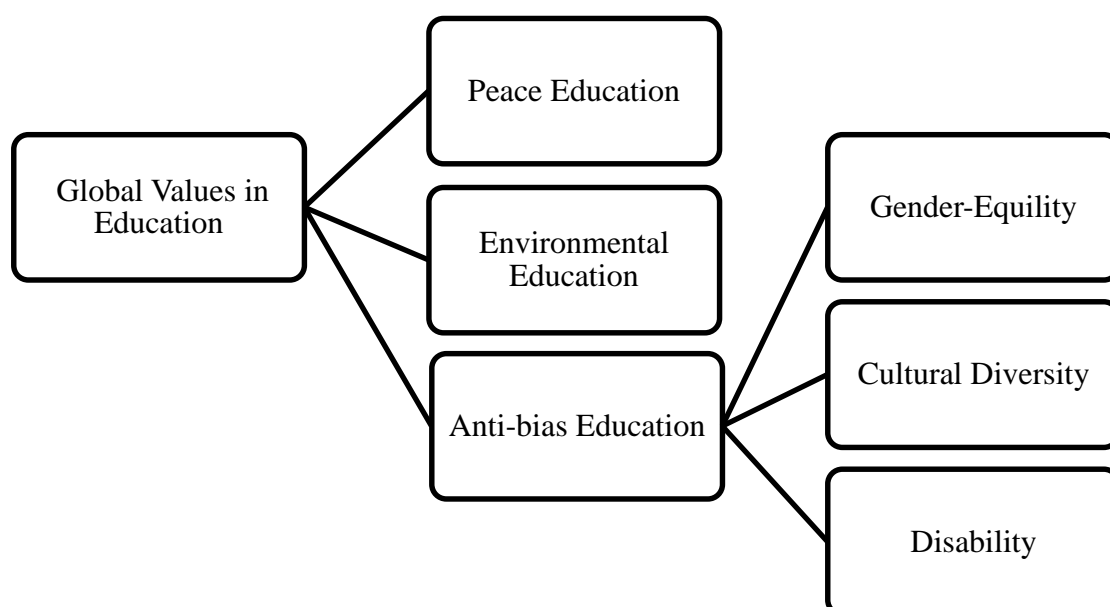 Global Values in
Education
Peace Education
Environmental
Education
Anti-bias Education
Gender-Equility
Cultural Diversity
Disability